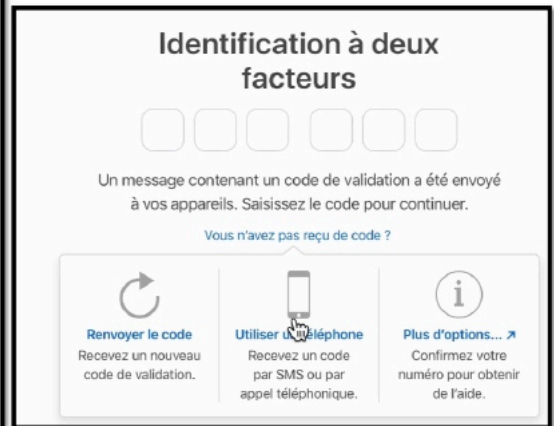 Identification à deux
facteurs
Un message contenant un code de validation a été envoyé
à vos appareils. Saisissez le code pour continuer.
Vous n'avez pas reçu de code ?
Renvoyer le code
Recevez un nouveau
code de validation.
Utiliser un téléphone
Recevez un code
par SMS ou par
appel téléphonique.
Plus d'options... ↗
Confirmez votre
numéro pour obtenir
de l'aide.